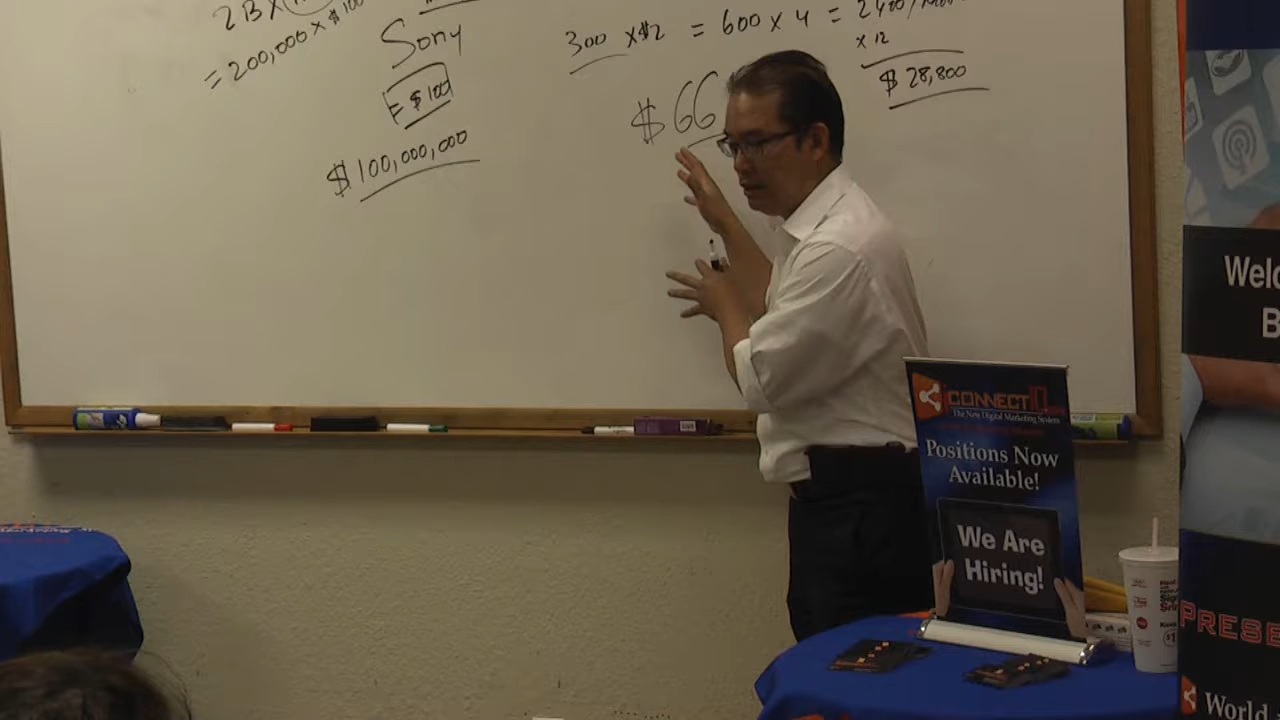 2B X
= 200,000 x $100
Sony
= $100
$100,000,000
300 x $2 = 600 x 4 = 2400/
x 12
$ 28,800
$66
CONNECT
The New Digital Marketing System
Positions Now
Available!
We Are
Hiring!
Welc
B
PRESE
World